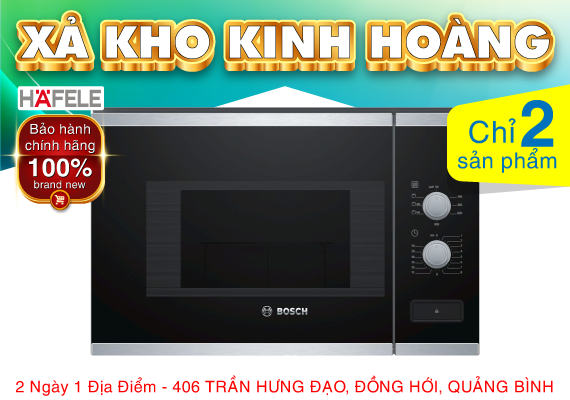 XẢ KHO KINH HOÀNG
HÄFELE
Bảo hành
chính hãng
100%
brand new
Chỉ 2
sản phẩm
BOSCH
2 Ngày 1 Địa Điểm - 406 TRẦN HƯNG ĐẠO, ĐỒNG HỚI, QUẢNG BÌNH